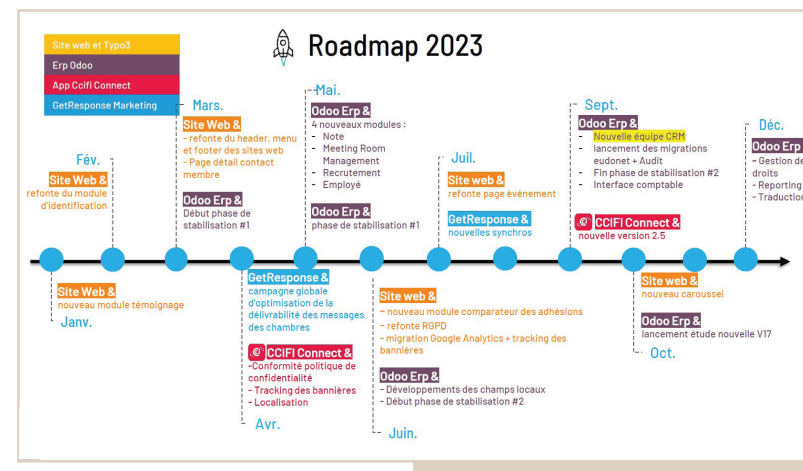 Roadmap 2023
Site web et Typo3
Erp Odoo
App Ccifi Connect
GetResponse Marketing
Janv.
Site Web &
nouveau module témoignage
Fév.
Site Web &
refonte du module
d'identification
Mars.
Site Web &
- refonte du header, menu
et footer des sites web
- Page détail contact
membre
Odoo Erp &
Début phase de
stabilisation #1
Avr.
GetResponse &
campagne globale
d'optimisation de la
délivrabilité des messages
des chambres
CCIFI Connect &
-Conformité politique de
confidentialité
- Tracking des bannières
- Localisation
Mai.
Odoo Erp &
4 nouveaux modules :
- Note
- Meeting Room
Management
- Recrutement
- Employé
Odoo Erp &
phase de stabilisation #1
Juin.
Site web &
- nouveau module comparateur des adhésions
- refonte RGPD
- migration Google Analytics + tracking des
bannières
Odoo Erp &
- Développements des champs locaux
- Début phase de stabilisation #2
Juil.
Site web &
refonte page événement
GetResponse &
nouvelles synchros
Sept.
Odoo Erp &
- Nouvelle équipe CRM
- lancement des migrations
eudonet + Audit
- Fin phase de stabilisation #2
- Interface comptable
CCIFI Connect &
nouvelle version 2.5
Oct.
Site web &
nouveau caroussel
Odoo Erp &
lancement étude nouvelle V17
Déc.
Odoo Erp
- Gestion de
droits
- Reporting
- Traduction